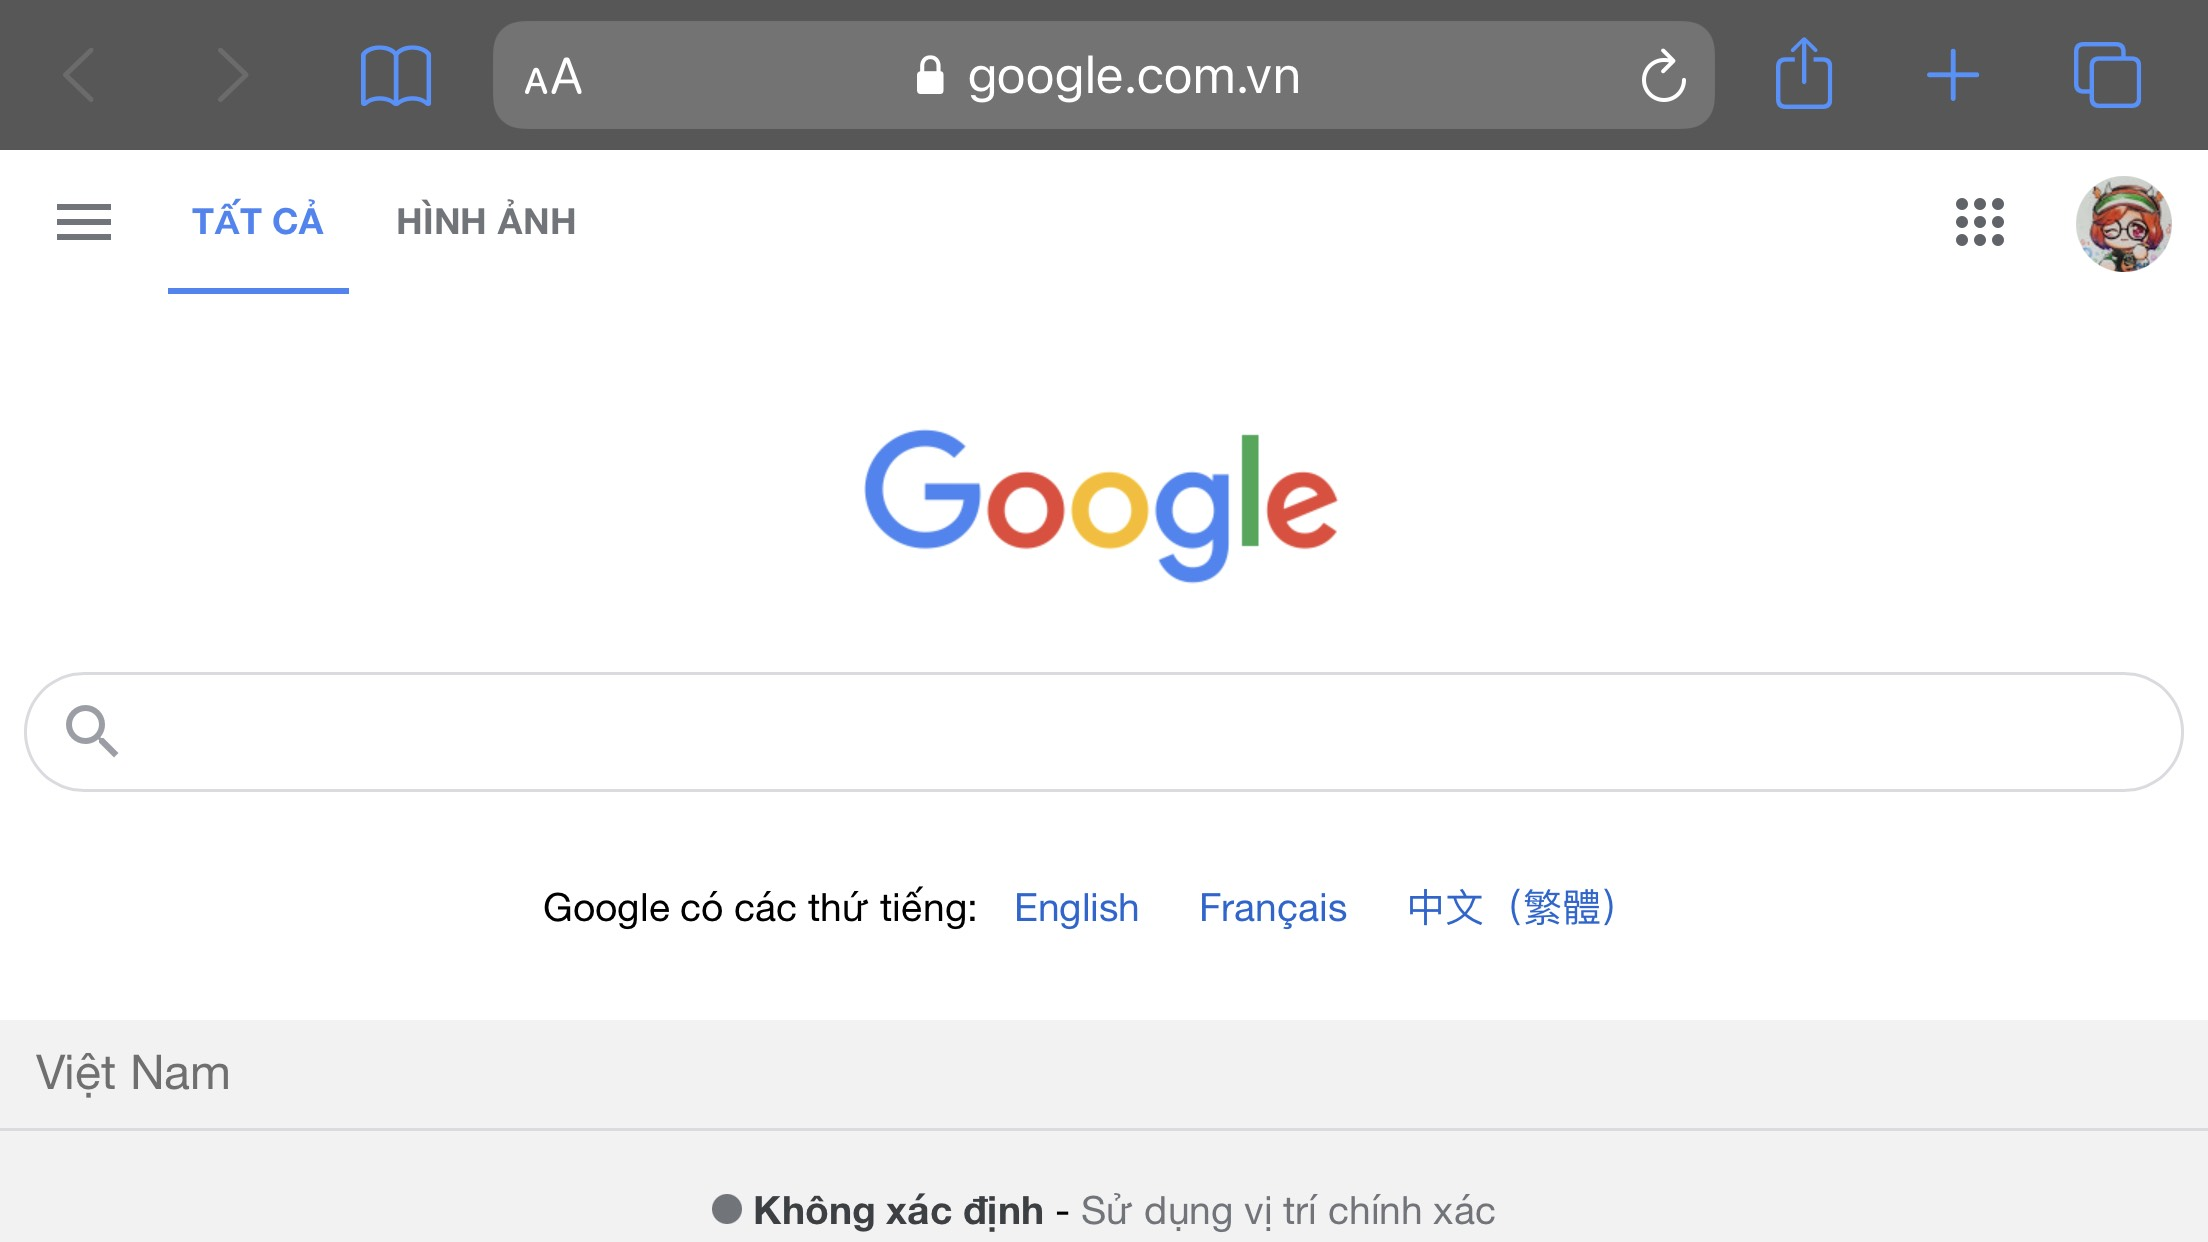 AA google.com.vn
TẤT CẢ HÌNH ẢNH
Google
Google có các thứ tiếng: English Français 中文（繁體）
Việt Nam
Không xác định - Sử dụng vị trí chính xác